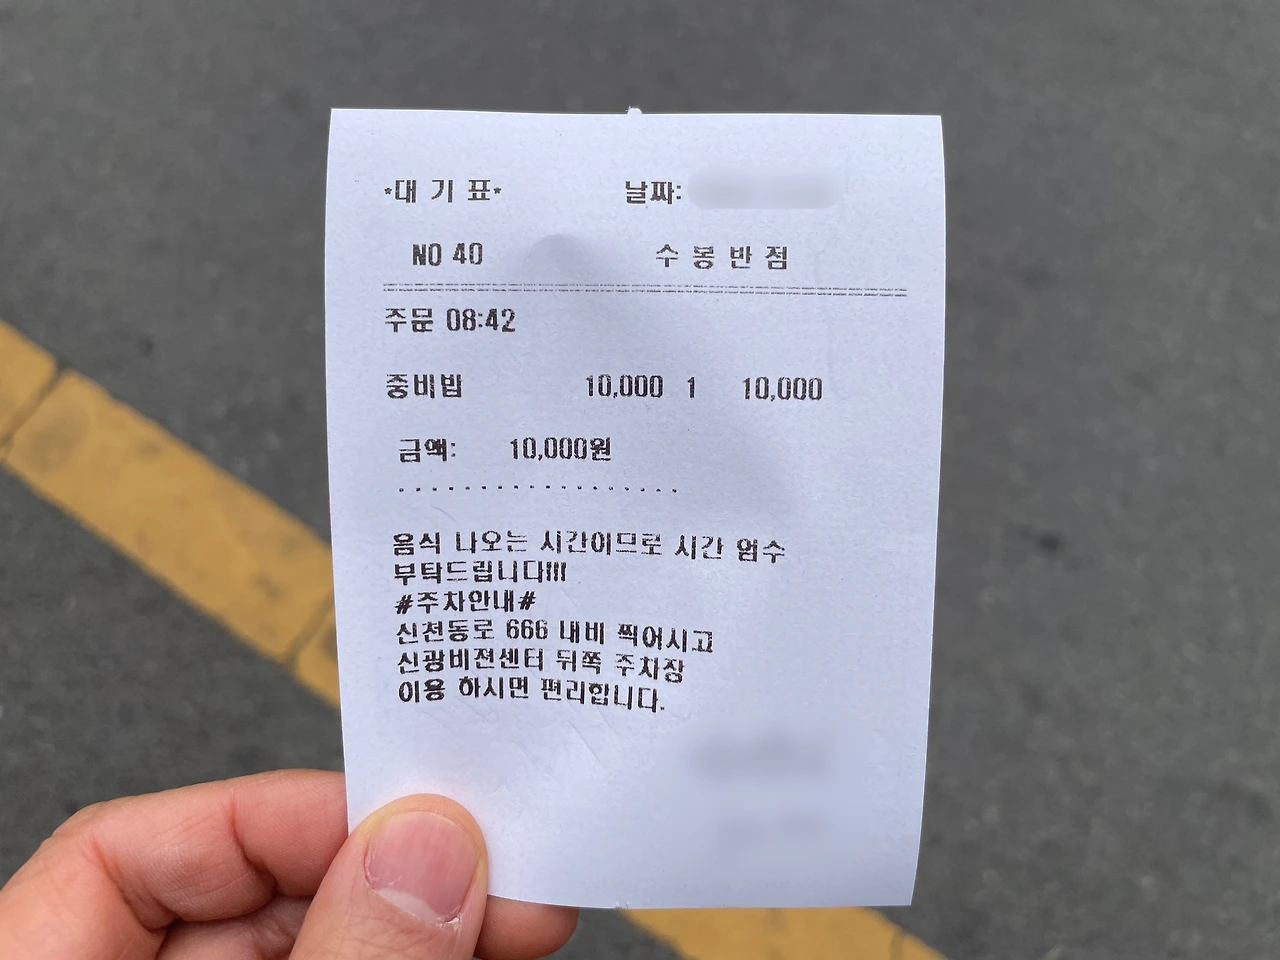 *대 기 표* 날짜:
NO 40 수 봉 반 점
주문 08:42
중비밥 10,000 1 10,000
금액: 10,000원
음식 나오는 시간이므로 시간 엄수
부탁드립니다!!!
#주차안내#
신천동로 666 내비 찍어시고
신광비전센터 뒤쪽 주차장
이용 하시면 편리합니다.